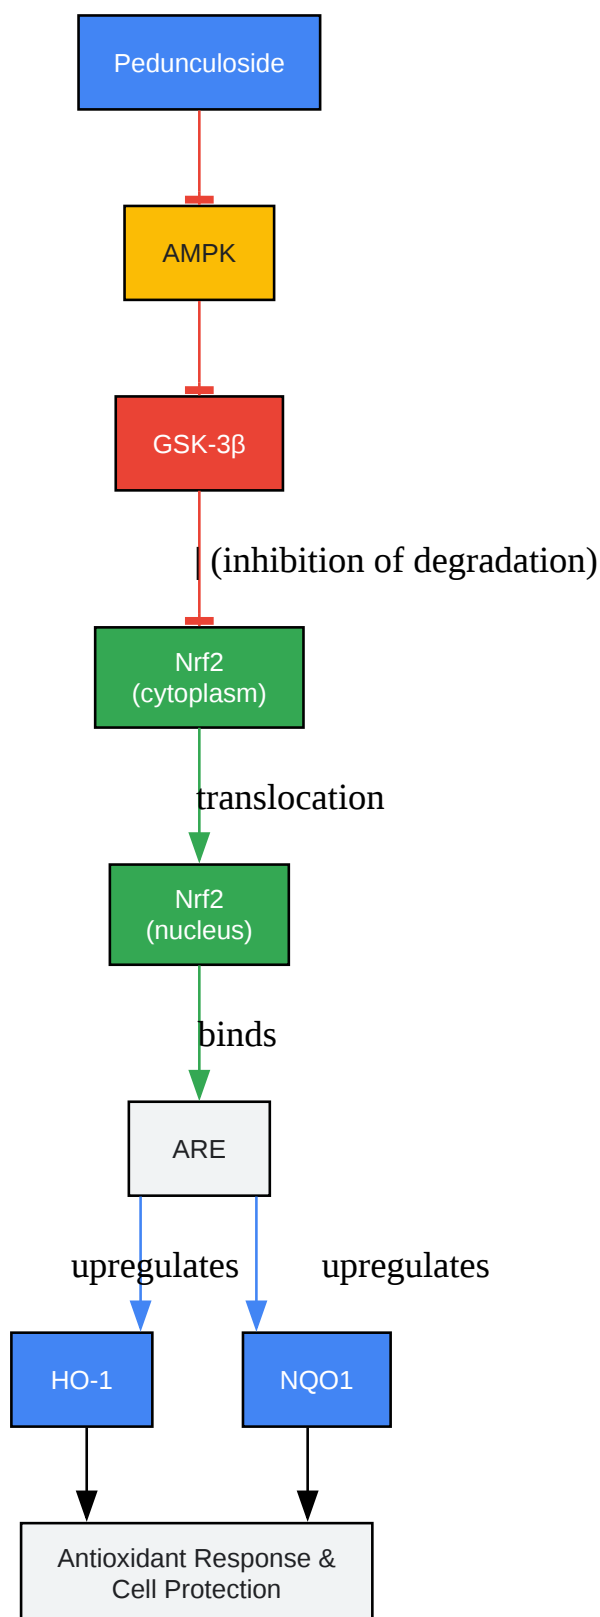 Pedunculoside
AMPK
GSK-3β
| (inhibition of degradation)
Nrf2
(cytoplasm)
translocation
Nrf2
(nucleus)
binds
ARE
upregulates
upregulates
HO-1
NQO1
Antioxidant Response &
Cell Protection